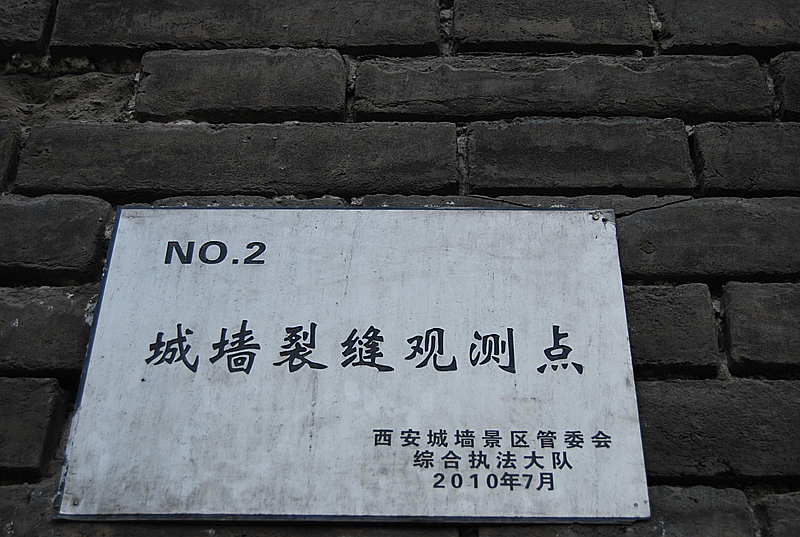 NO.2
城墙裂缝观测点
西安城墙景区管委会
综合执法大队
2010年7月